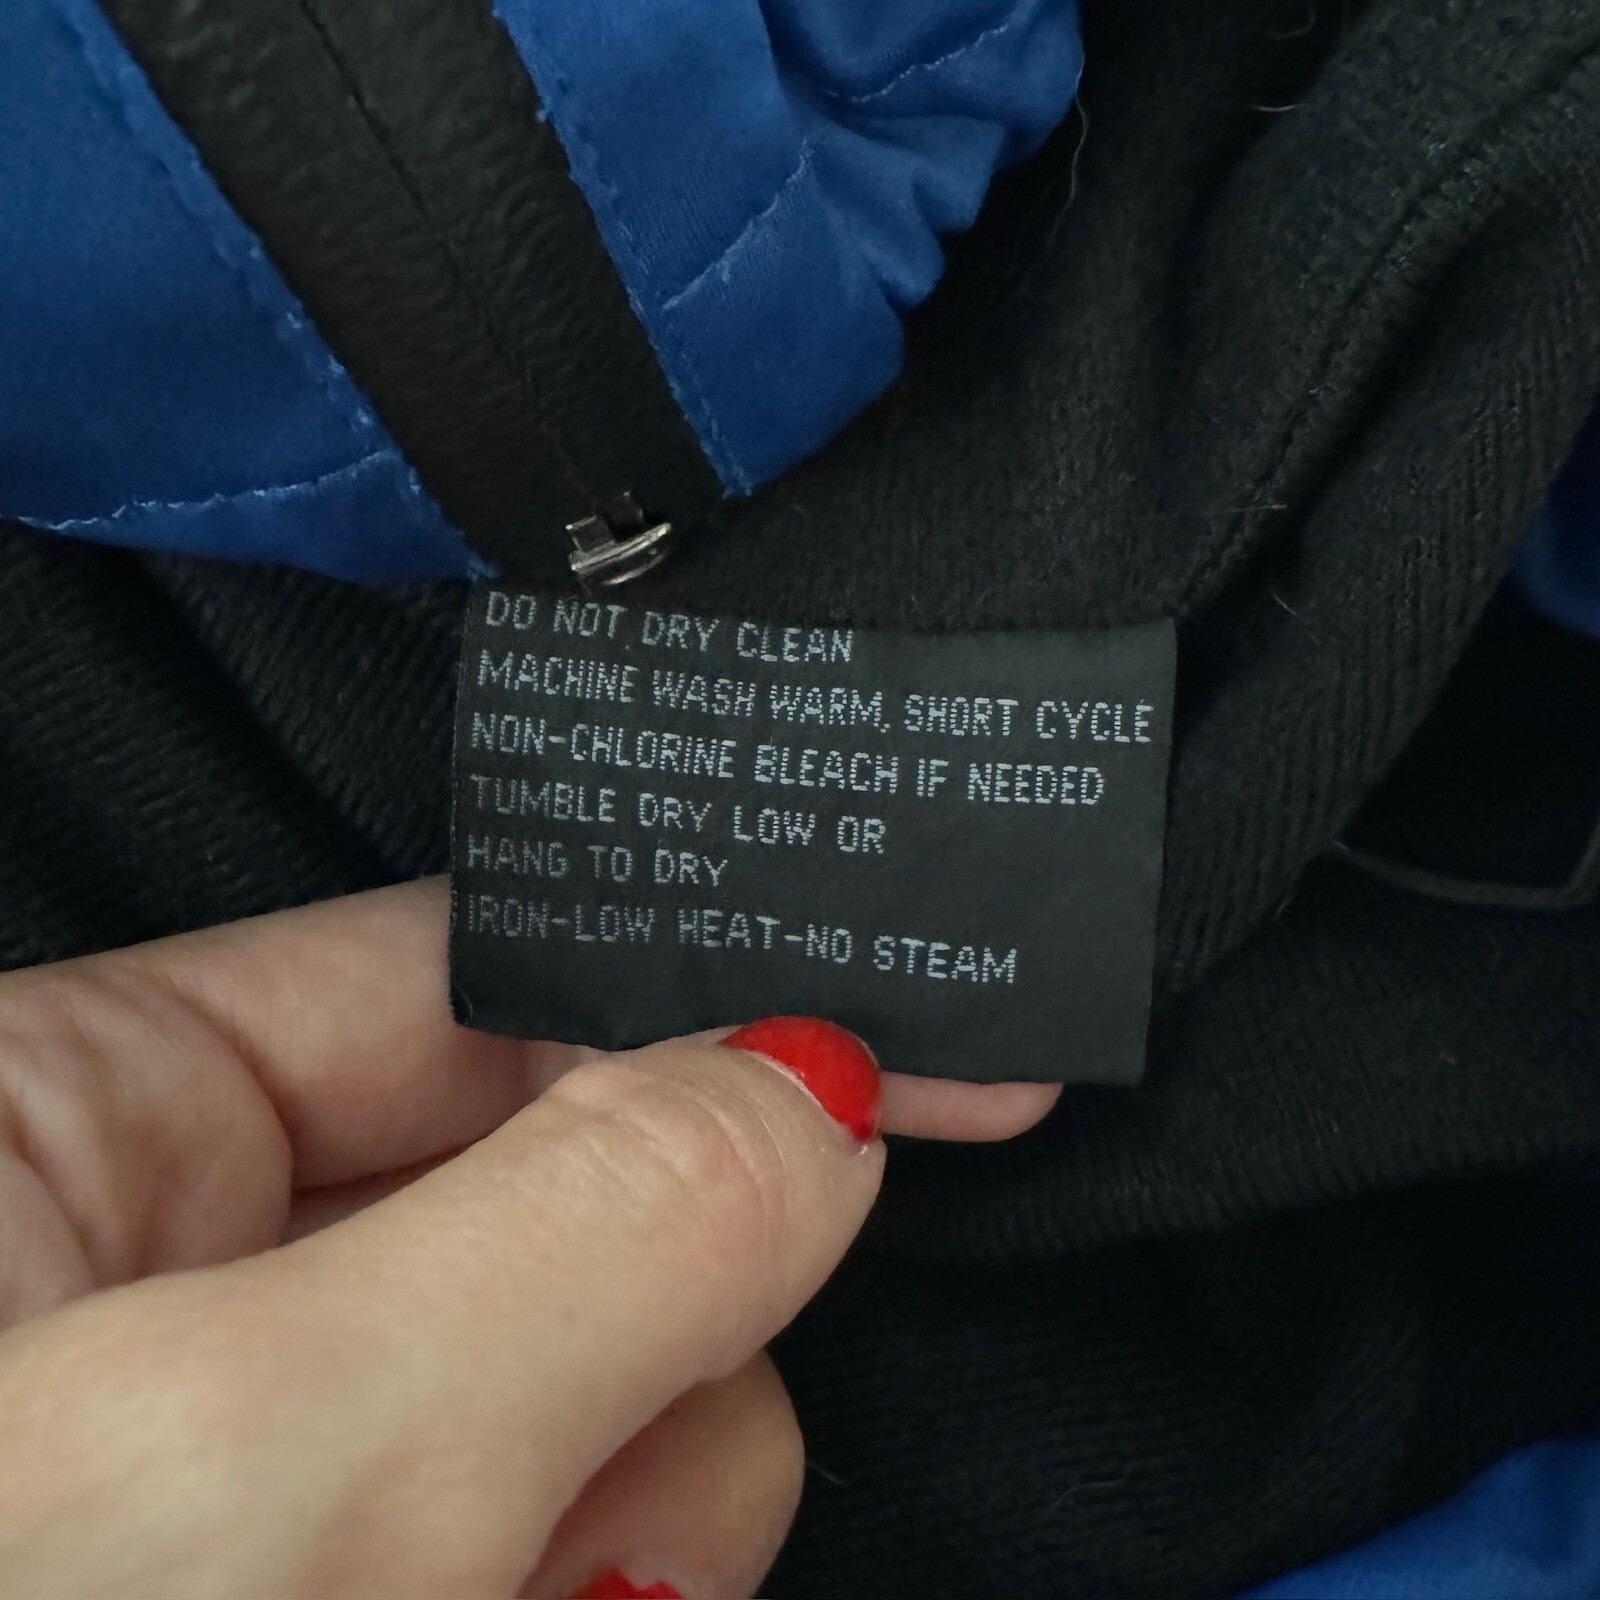 DO NOT DRY CLEAN
MACHINE WASH WARM, SHORT CYCLE
NON-CHLORINE BLEACH IF NEEDED
TUMBLE DRY LOW OR
HANG TO DRY
IRON-LOW HEAT-NO STEAM